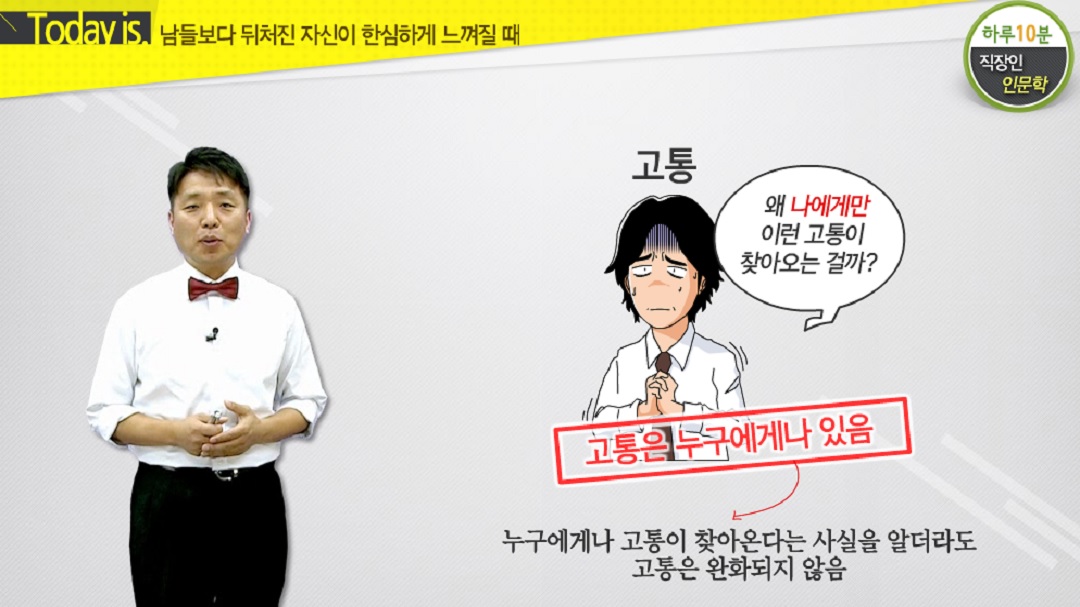 Today is. 남들보다 뒤처진 자신이 한심하게 느껴질 때
하루10분
직장인
인문학
고통
왜 나에게만
이런 고통이
찾아오는 걸까?
고통은 누구에게나 있음
누구에게나 고통이 찾아온다는 사실을 알더라도
고통은 완화되지 않음